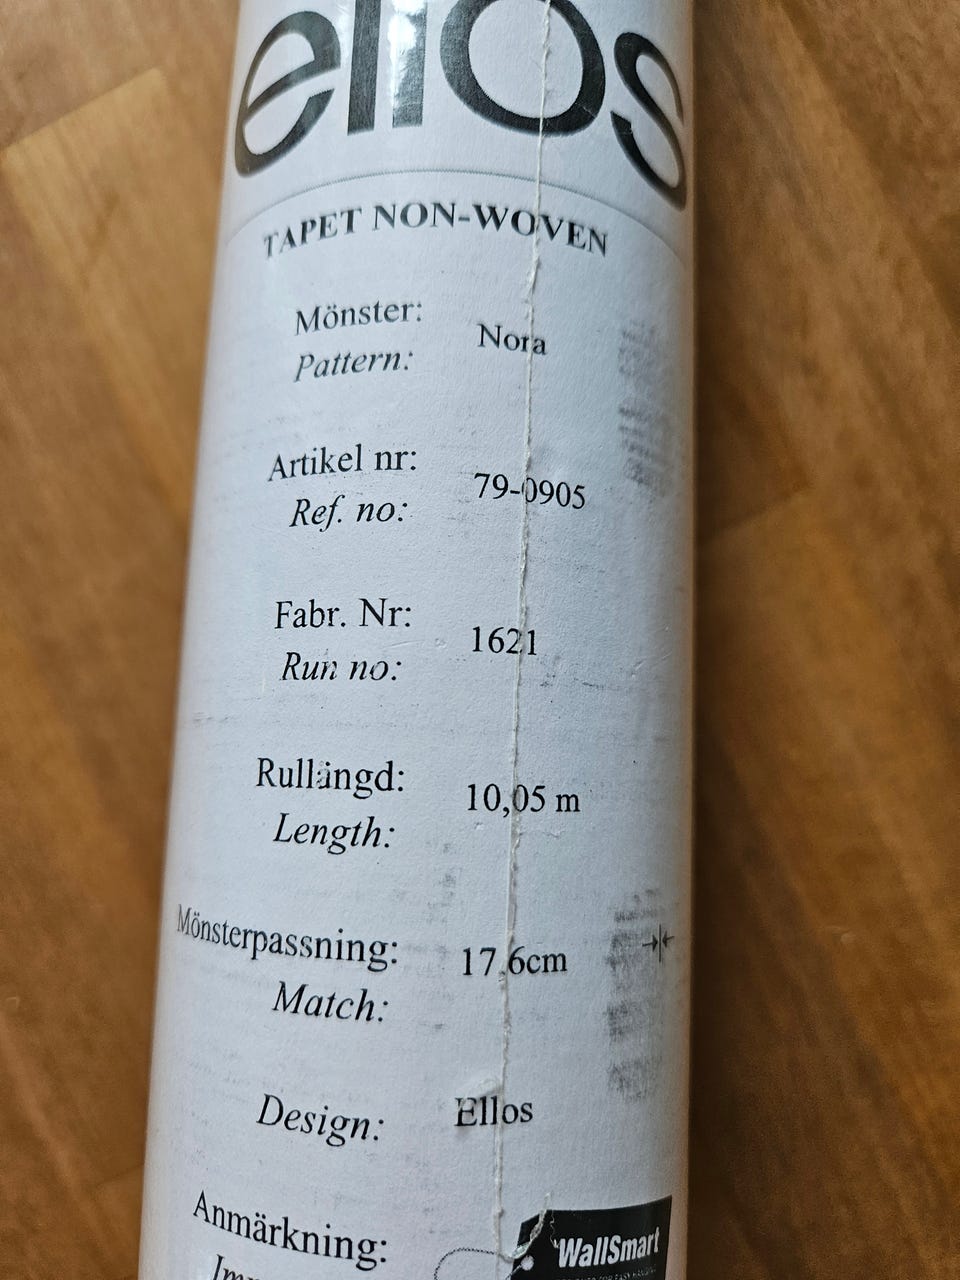 ellos
TAPET NON-WOVEN
Mönster:
Pattern:
Nora
Artikel nr:
Ref. no:
79-0905
Fabr. Nr:
Run no:
1621
Rullängd:
Length:
10,05 m
Mönsterpassning:
Match:
17,6cm
Design:
Ellos
Anmärkning:
WallSmart